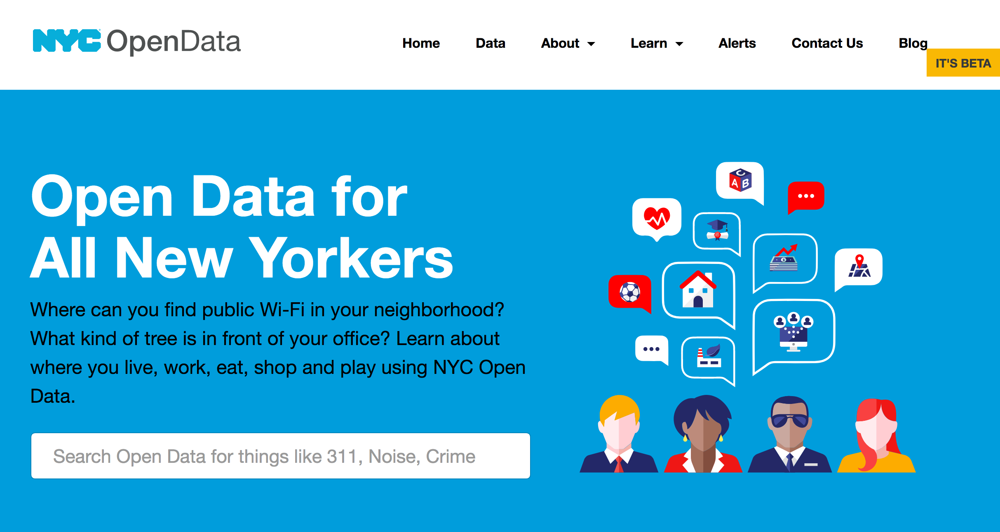 NYC OpenData
Home Data About Learn Alerts Contact Us Blog
IT'S BETA
Open Data for
All New Yorkers
Where can you find public Wi-Fi in your neighborhood?
What kind of tree is in front of your office? Learn about
where you live, work, eat, shop and play using NYC Open
Data.
Search Open Data for things like 311, Noise, Crime
C
A B
$